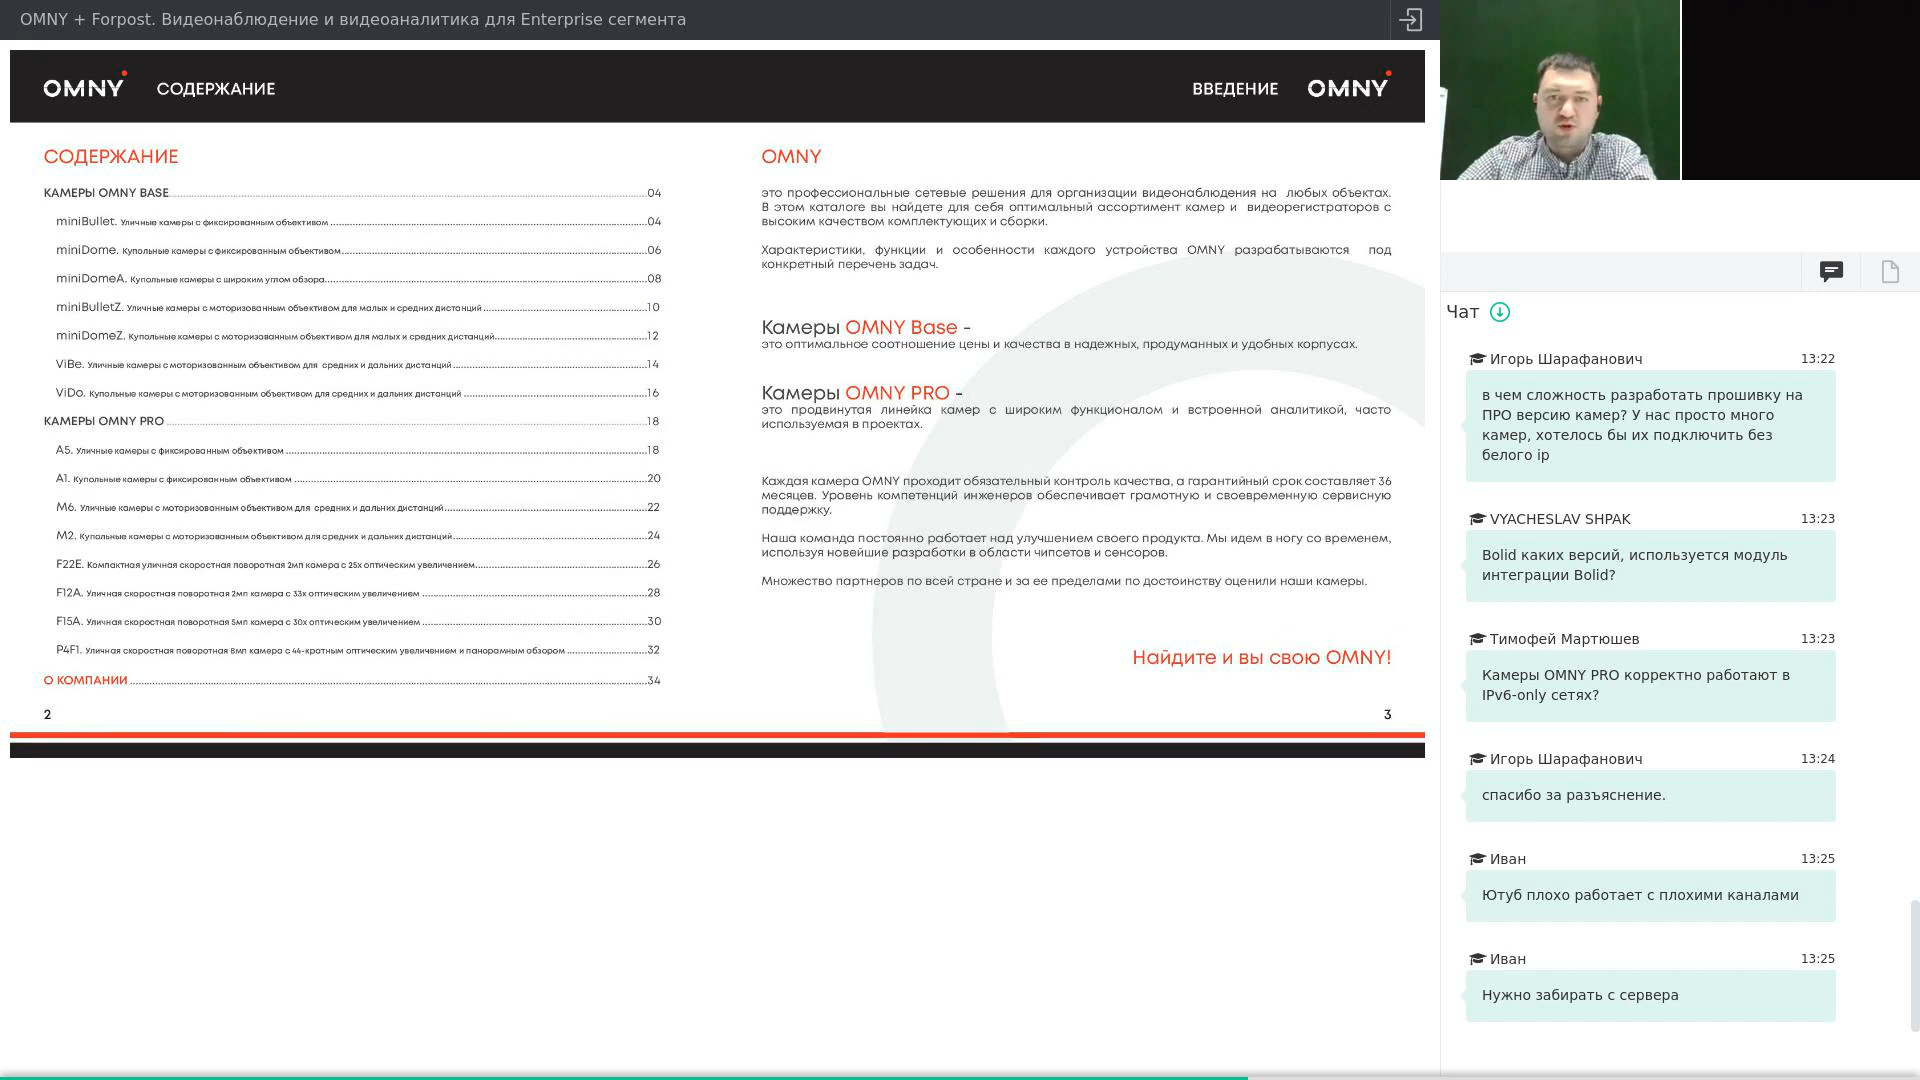 OMNY + Forpost. Видеонаблюдение и видеоаналитика для Enterprise сегмента
OMNY СОДЕРЖАНИЕ
ВВЕДЕНИЕ OMNY
СОДЕРЖАНИЕ
КАМЕРЫ OMNY BASE 04
miniBullet. Уличные камеры с фиксированным объективом 04
miniDome. Купольные камеры с фиксированным объективом 06
miniDomeA. Купольные камеры с широким углом обзора 08
miniBulletZ. Уличные камеры с моторизованным объективом для малых и средних дистанций 10
miniDomeZ. Купольные камеры с моторизаванным объективом для малых и средних дистанций 12
ViBe. Уличные камеры с моторизованным объективом для средних и дальних дистанций 14
ViDo. Купольные камеры с моторизованным объективом для средних и дальних дистанций 16
КАМЕРЫ OMNY PRO 18
A5. Уличные камеры с фиксированным объективом 18
A1. Купольные камеры с фиксированным объективом 20
M6. Уличные камеры с моторизованным объективом для средних и дальних дистанций 22
M2. Купольные камеры с моторизованным объективом для средних и дальних дистанций 24
F22E. Компактная уличная скоростная поворотная 2мп камера с 25х оптическим увеличением 26
F12A. Уличная скоростная поворотная 2мп камера с 33х оптическим увеличением 28
F15A. Уличная скоростная поворотная 5мп камера с 30х оптическим увеличением 30
P4F1. Уличная скоростная поворотная 8мп камера с 44-кратным оптическим увеличением и панорамным обзором 32
О КОМПАНИИ 34
2
OMNY
это профессиональные сетевые решения для организации видеонаблюдения на любых объектах.
В этом каталоге вы найдете для себя оптимальный ассортимент камер и видеорегистраторов с
высоким качеством комплектующих и сборки.
Характеристики, функции и особенности каждого устройства OMNY разрабатываются под
конкретный перечень задач.
Камеры OMNY Base -
это оптимальное соотношение цены и качества в надежных, продуманных и удобных корпусах.
Камеры OMNY PRO -
это продвинутая линейка камер с широким функционалом и встроенной аналитикой, часто
используемая в проектах.
Каждая камера OMNY проходит обязательный контроль качества, а гарантийный срок составляет 36
месяцев. Уровень компетенций инженеров обеспечивает грамотную и своевременную сервисную
поддержку.
Наша команда постоянно работает над улучшением своего продукта. Мы идем в ногу со временем,
используя новейшие разработки в области чипсетов и сенсоров.
Множество партнеров по всей стране и за ее пределами по достоинству оценили наши камеры.
Найдите и вы свою OMNY!
3
Чат
Игорь Шарафанович 13:22
в чем сложность разработать прошивку на
ПРО версию камер? У нас просто много
камер, хотелось бы их подключить без
белого ip
VYACHESLAV SHPAK 13:23
Bolid каких версий, используется модуль
интеграции Bolid?
Тимофей Мартюшев 13:23
Камеры OMNY PRO корректно работают в
IPv6-only сетях?
Игорь Шарафанович 13:24
спасибо за разъяснение.
Иван 13:25
Ютуб плохо работает с плохими каналами
Иван 13:25
Нужно забирать с сервера